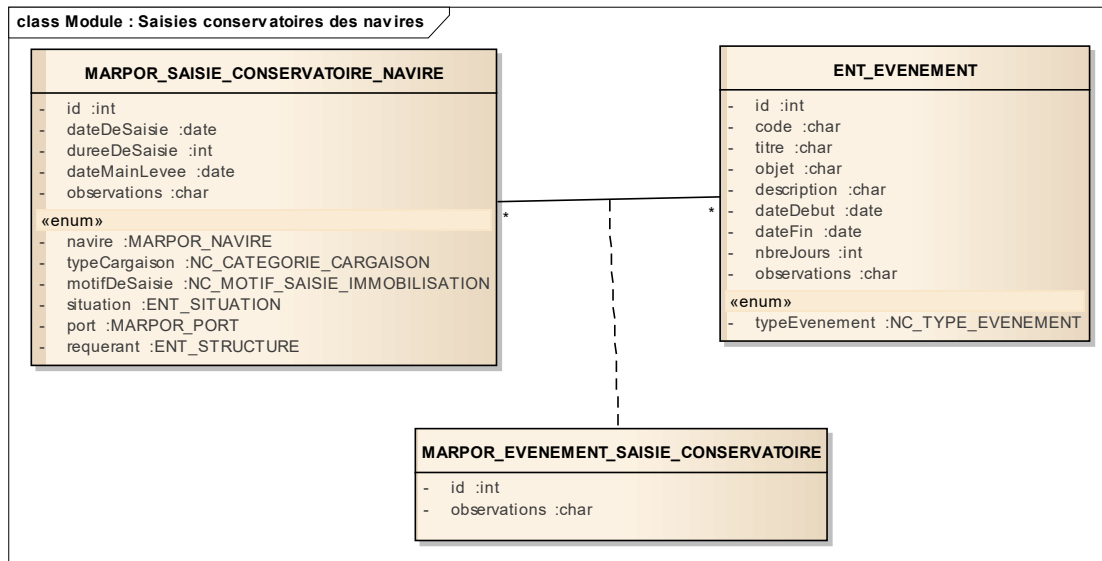 class Module : Saisies conservatoires des navires
MARPOR_SAISIE_CONSERVATOIRE_NAVIRE
- id :int
- dateDeSaisie :date
- dureeDeSaisie :int
- dateMainLevee :date
- observations :char
«enum»
- navire :MARPOR_NAVIRE
- typeCargaison :NC_CATEGORIE_CARGAISON
- motifDeSaisie :NC_MOTIF_SAISIE_IMMOBILISATION
- situation :ENT_SITUATION
- port :MARPOR_PORT
- requerant :ENT_STRUCTURE
*
*
ENT_EVENEMENT
- id :int
- code :char
- titre :char
- objet :char
- description :char
- dateDebut :date
- dateFin :date
- nbreJours :int
- observations :char
«enum»
- typeEvenement :NC_TYPE_EVENEMENT
MARPOR_EVENEMENT_SAISIE_CONSERVATOIRE
- id :int
- observations :char